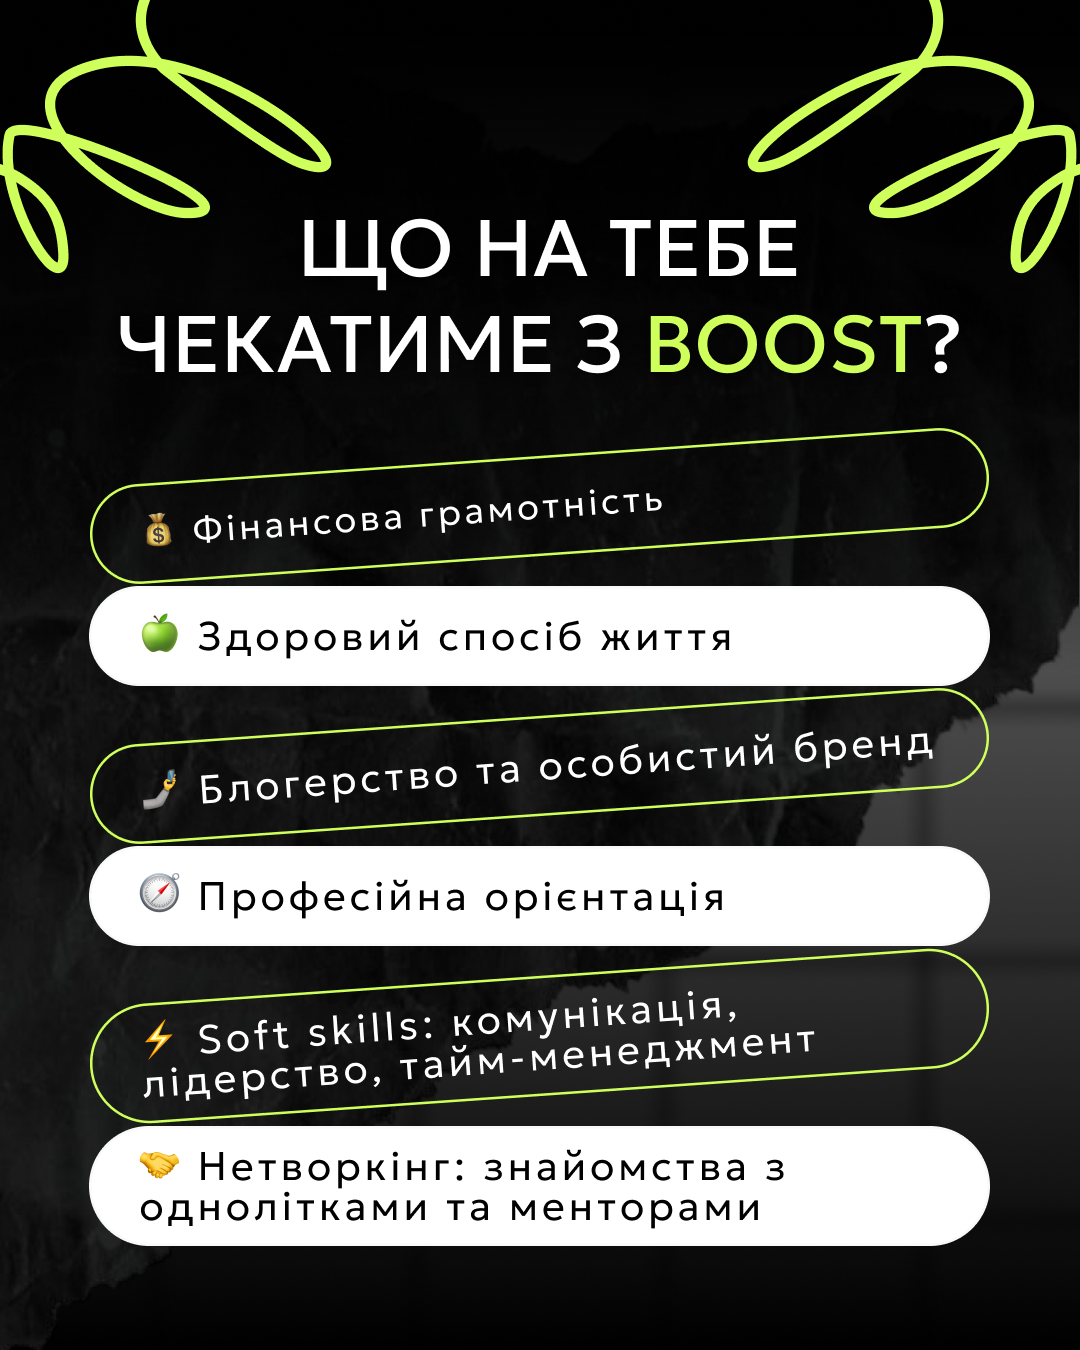 ЩО НА ТЕБЕ
ЧЕКАТИМЕ З BOOST?
💰 Фінансова грамотність
🍏 Здоровий спосіб життя
🤳 Блогерство та особистий бренд
🧭 Професійна орієнтація
⚡ Soft skills: комунікація,
лідерство, тайм-менеджмент
🤝 Нетворкінг: знайомства з
однолітками та менторами